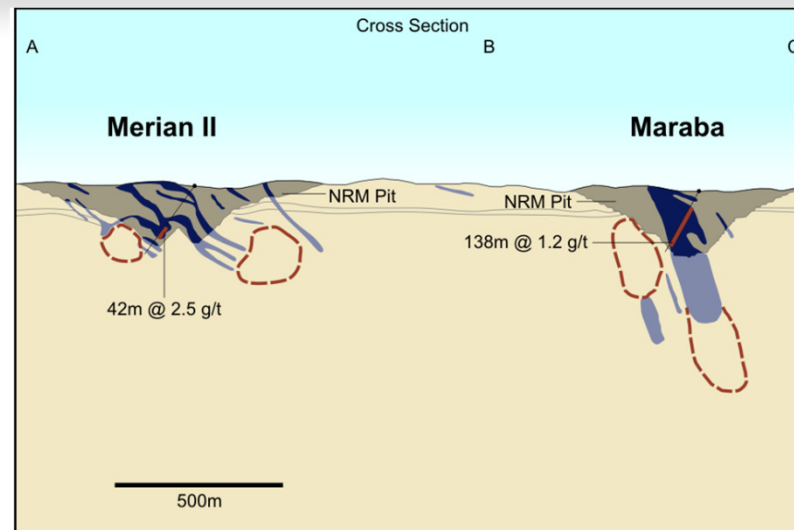 Cross Section
A
B
C
Merian II
Maraba
NRM Pit
NRM Pit
138m @ 1.2 g/t
42m @ 2.5 g/t
500m